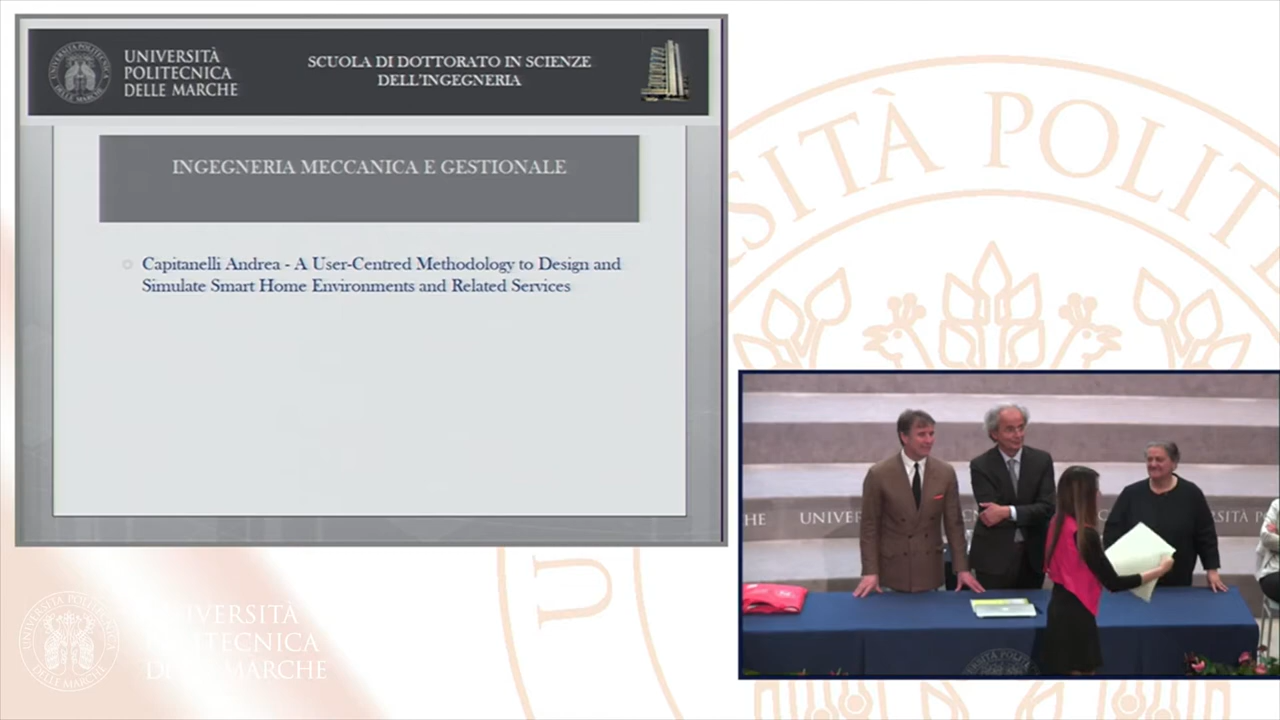 UNIVERSITÀ
POLITECNICA
DELLE MARCHE
SCUOLA DI DOTTORATO IN SCIENZE
DELL'INGEGNERIA
INGEGNERIA MECCANICA E GESTIONALE
Capitanelli Andrea - A User-Centred Methodology to Design and
Simulate Smart Home Environments and Related Services
UNIVERSITÀ
POLITECNICA
DELLE MARCHE